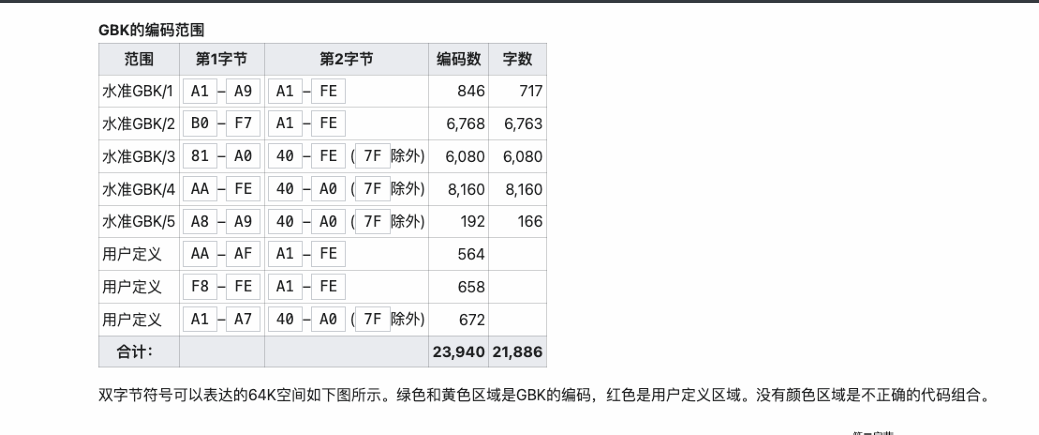 GBK的编码范围
范围 第1字节 第2字节 编码数 字数
水准GBK/1 A1 – A9 A1 – FE 846 717
水准GBK/2 B0 – F7 A1 – FE 6,768 6,763
水准GBK/3 81 – A0 40 – FE (7F除外) 6,080 6,080
水准GBK/4 AA – FE 40 – A0 (7F除外) 8,160 8,160
水准GBK/5 A8 – A9 40 – A0 (7F除外) 192 166
用户定义 AA – AF A1 – FE 564
用户定义 F8 – FE A1 – FE 658
用户定义 A1 – A7 40 – A0 (7F除外) 672
合计： 23,940 21,886
双字节符号可以表达的64K空间如下图所示。绿色和黄色区域是GBK的编码，红色是用户定义区域。没有颜色区域是不正确的代码组合。